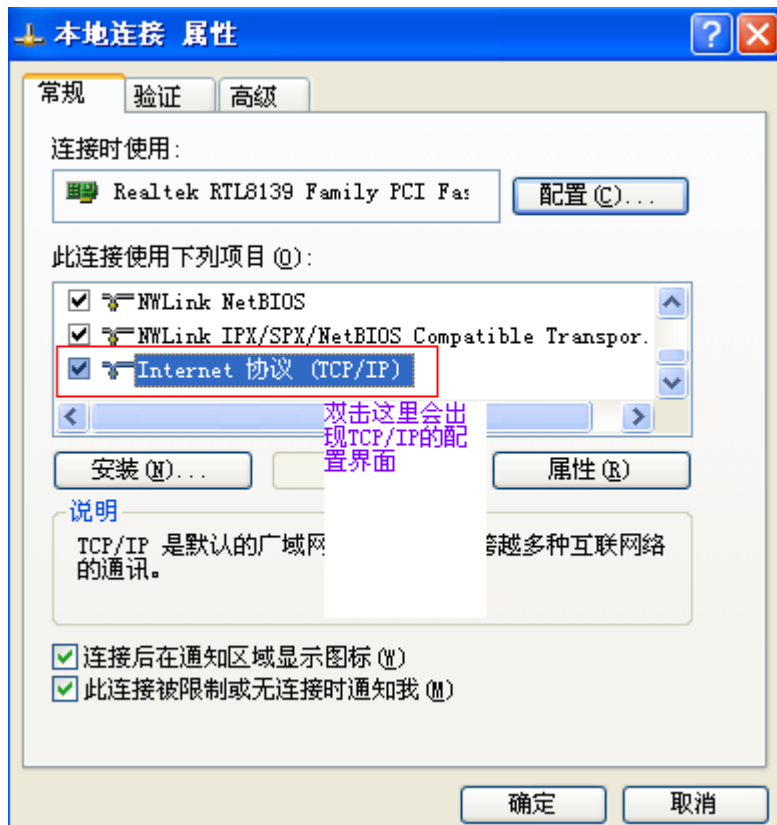 本地连接 属性
常规 验证 高级
连接时使用:
Realtek RTL8139 Family PCI Fas
配置(C)...
此连接使用下列项目(O):
NWLink NetBIOS
NWLink IPX/SPX/NetBIOS Compatible Transpor.
Internet 协议 (TCP/IP)
双击这里会出
现TCP/IP的配
置界面
安装(N)...
属性(R)
说明
TCP/IP 是默认的广域网 跨越多种互联网络
的通讯。
连接后在通知区域显示图标(W)
此连接被限制或无连接时通知我(M)
确定 取消